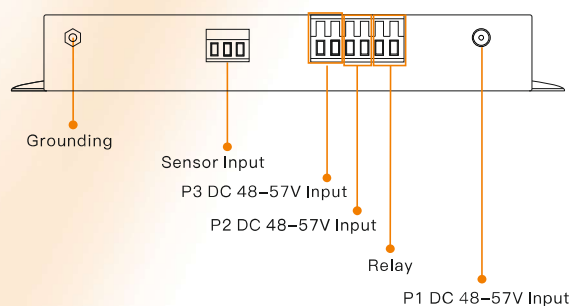 Grounding
Sensor Input
P3 DC 48–57V Input
P2 DC 48–57V Input
Relay
P1 DC 48–57V Input